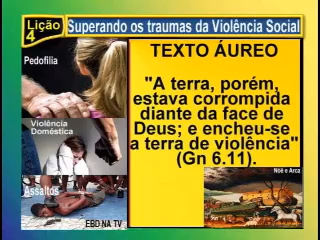 Lição
4
Superando os traumas da Violência Social
Pedofilia
Violência
Doméstica
Assaltos
EBD NA TV
TEXTO ÁUREO
"A terra, porém,
estava corrompida
diante da face de
Deus; e encheu-se
a terra de violência"
(Gn 6.11).
Nóe e Arca